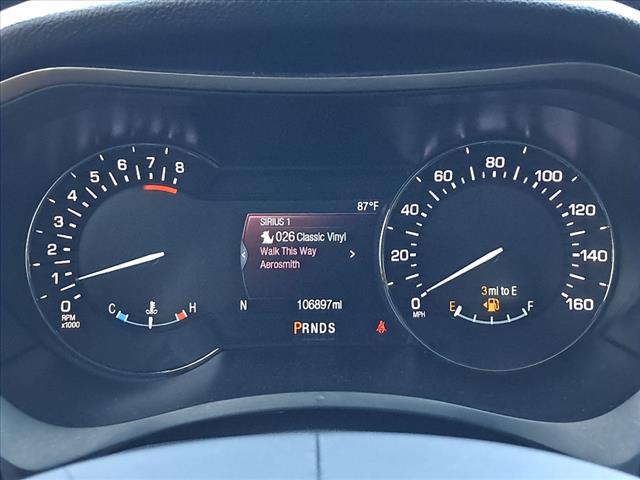 0 1 2 3 4 5 6 7 8
RPM
x1000
C H
87°F
SIRIUS 1
026 Classic Vinyl
Walk This Way >
Aerosmith
N 106897mi
PRNDS
0 20 40 60 80 100 120 140 160
MPH
3 mi to E
E F